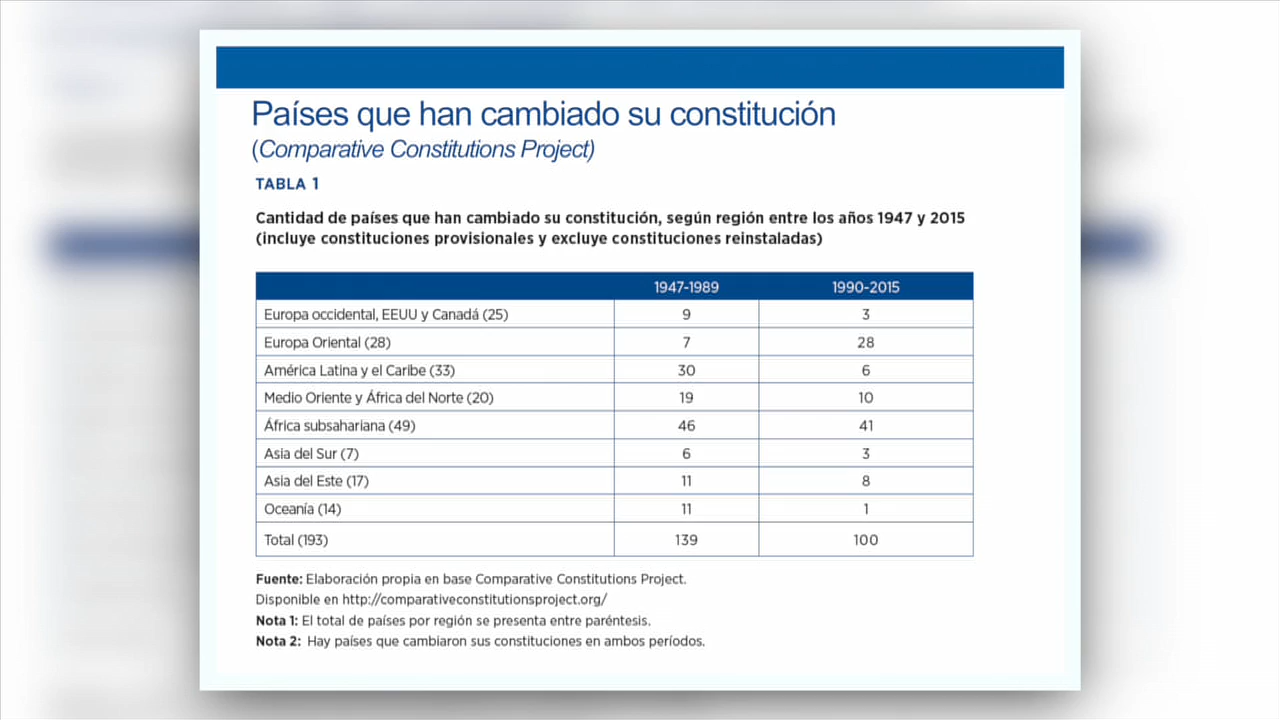 Países que han cambiado su constitución
(Comparative Constitutions Project)
TABLA 1
Cantidad de países que han cambiado su constitución, según región entre los años 1947 y 2015
(incluye constituciones provisionales y excluye constituciones reinstaladas)
1947-1989 1990-2015
Europa occidental, EEUU y Canadá (25) 9 3
Europa Oriental (28) 7 28
América Latina y el Caribe (33) 30 6
Medio Oriente y África del Norte (20) 19 10
África subsahariana (49) 46 41
Asia del Sur (7) 6 3
Asia del Este (17) 11 8
Oceanía (14) 11 1
Total (193) 139 100
Fuente: Elaboración propia en base Comparative Constitutions Project.
Disponible en http://comparativeconstitutionsproject.org/
Nota 1: El total de países por región se presenta entre paréntesis.
Nota 2: Hay países que cambiaron sus constituciones en ambos períodos.